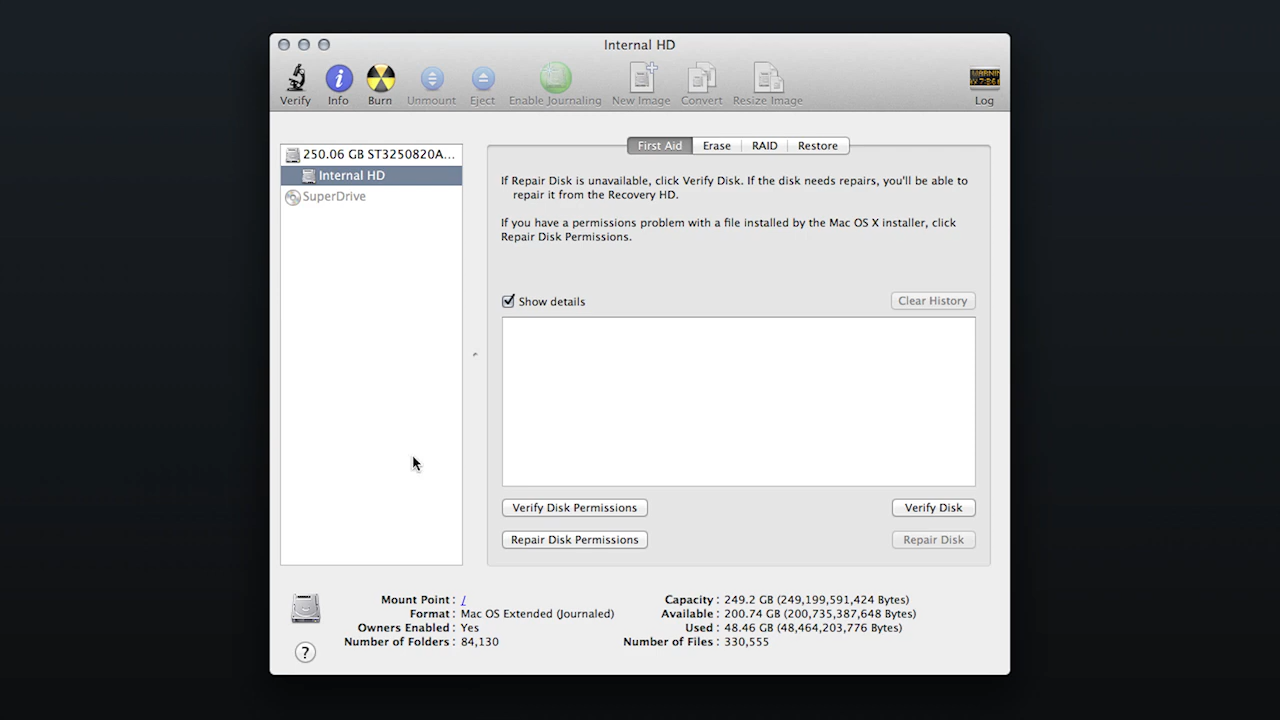 Internal HD
Verify
Info
Burn
Unmount
Eject
Enable Journaling
New Image
Convert
Resize Image
Log
250.06 GB ST3250820A...
Internal HD
SuperDrive
First Aid
Erase
RAID
Restore
If Repair Disk is unavailable, click Verify Disk. If the disk needs repairs, you'll be able to
repair it from the Recovery HD.
If you have a permissions problem with a file installed by the Mac OS X installer, click
Repair Disk Permissions.
Show details
Clear History
Verify Disk Permissions
Verify Disk
Repair Disk Permissions
Repair Disk
Mount Point : /
Format : Mac OS Extended (Journaled)
Owners Enabled : Yes
Number of Folders : 84,130
Capacity : 249.2 GB (249,199,591,424 Bytes)
Available : 200.74 GB (200,735,387,648 Bytes)
Used : 48.46 GB (48,464,203,776 Bytes)
Number of Files : 330,555
?